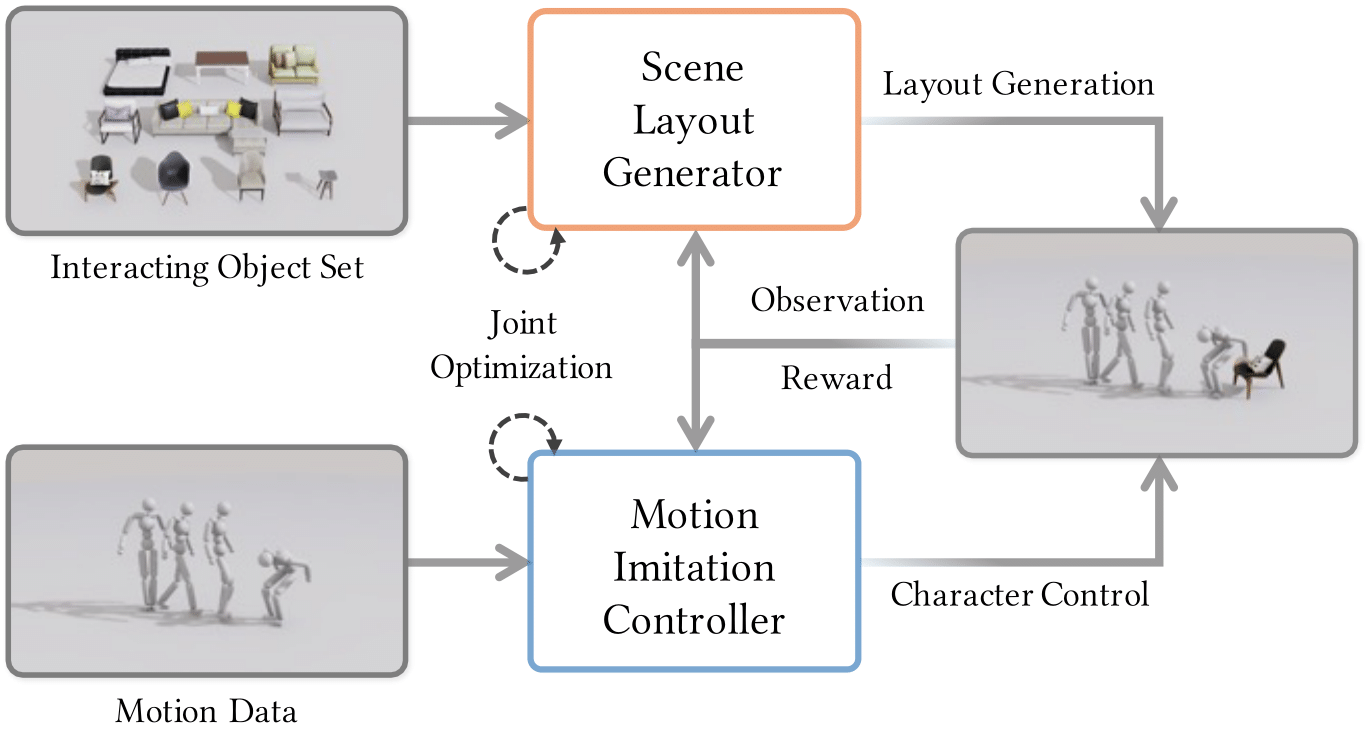 Scene
Layout
Generator
Layout Generation
Interacting Object Set
Observation
Joint
Optimization
Reward
Motion
Imitation
Controller
Character Control
Motion Data